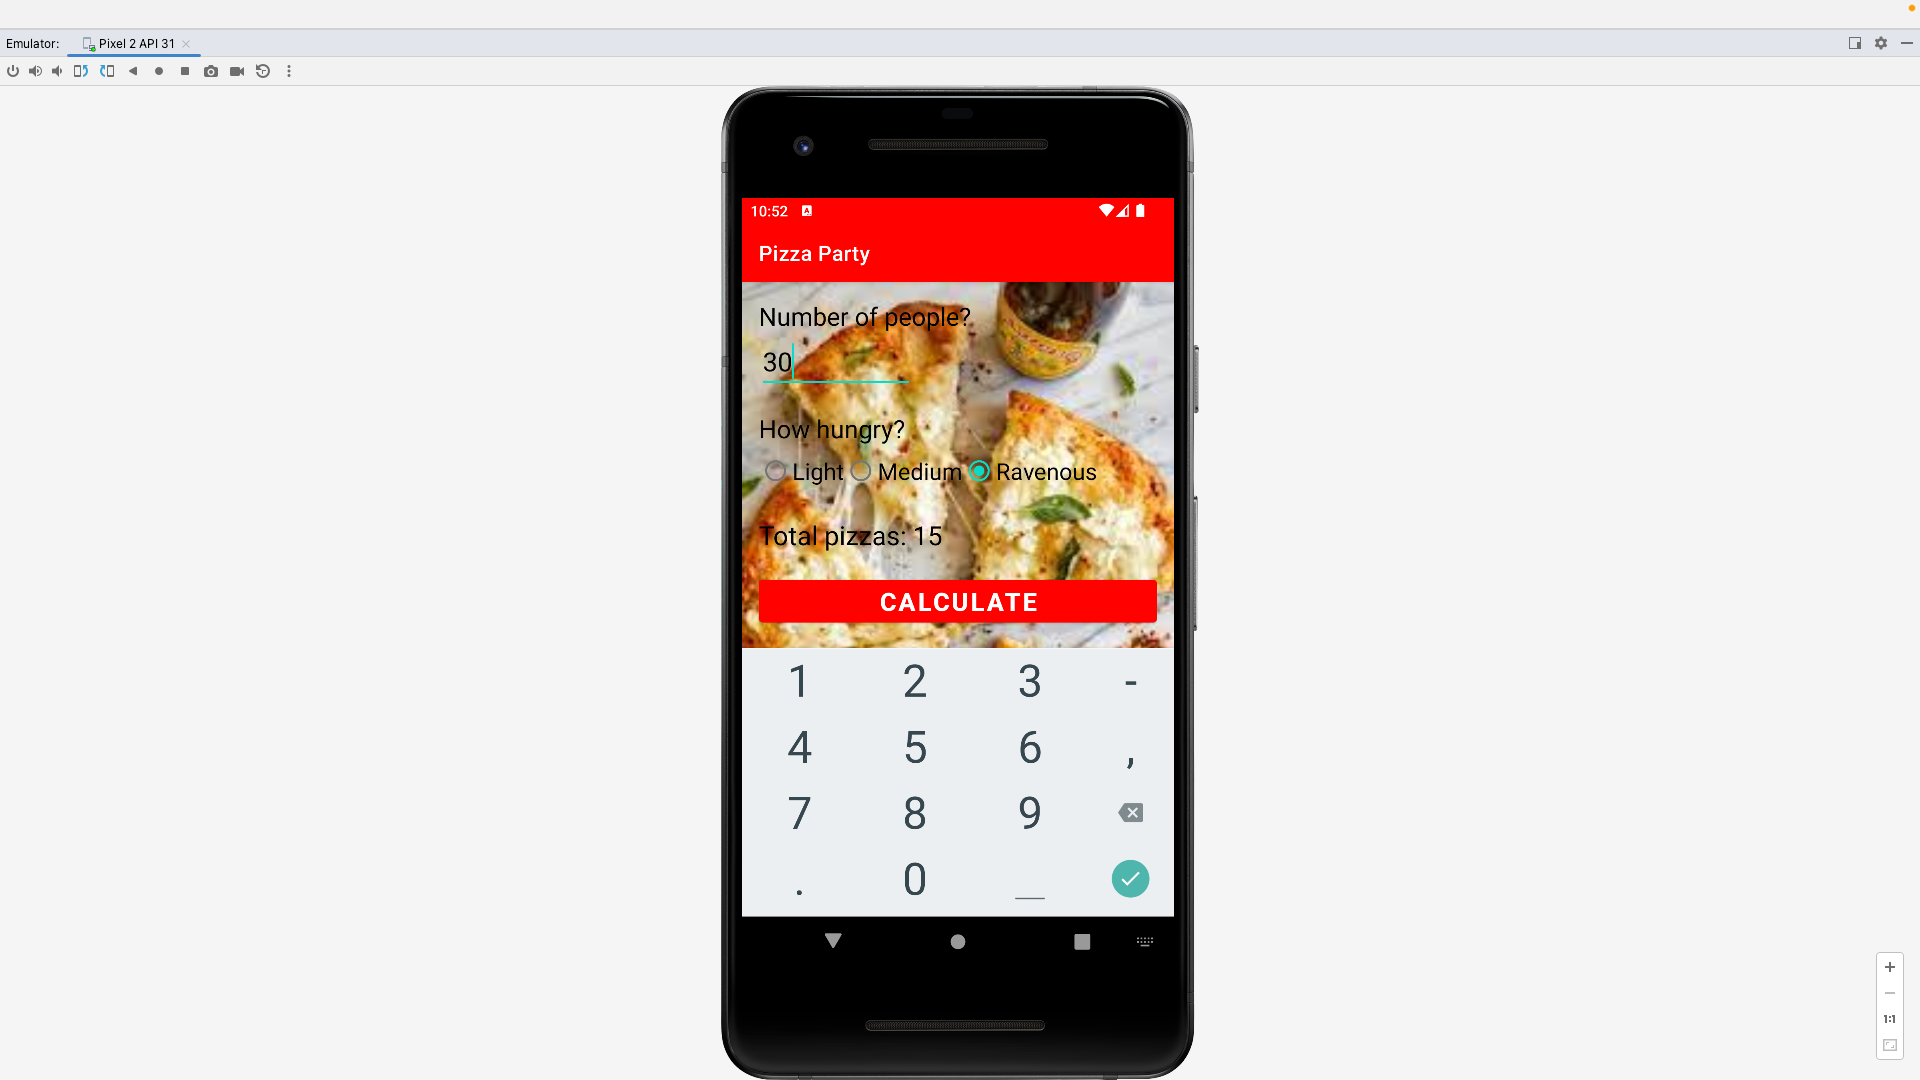 Emulator: Pixel 2 API 31
10:52 A
Pizza Party
Number of people?
30
How hungry?
Light Medium Ravenous
Total pizzas: 15
CALCULATE
1 2 3 -
4 5 6 ,
7 8 9
. 0 _
1:1